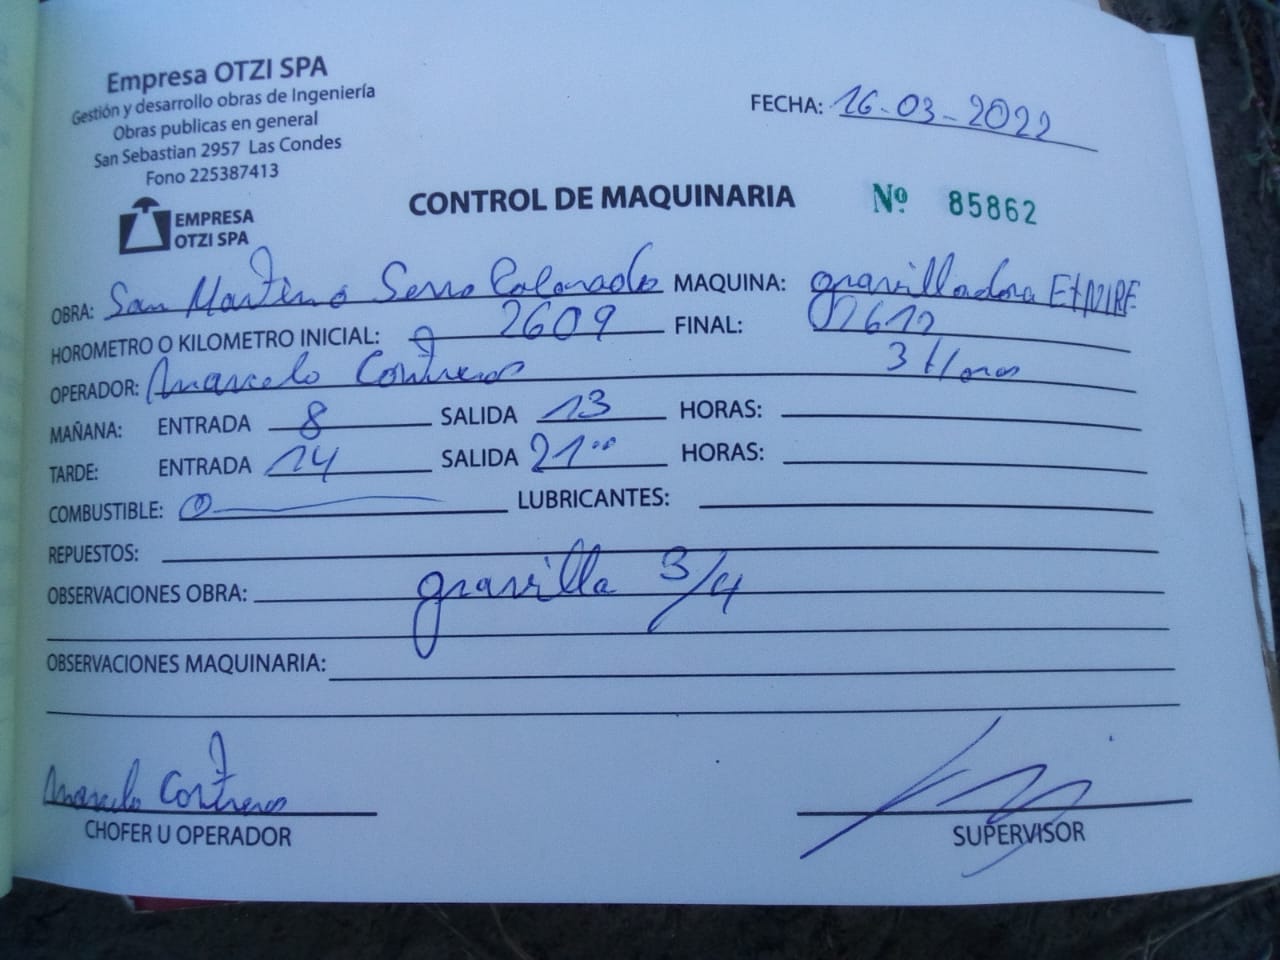 Empresa OTZI SPA
Gestión y desarrollo obras de Ingeniería
Obras publicas en general
San Sebastian 2957 Las Condes
Fono 225387413
FECHA: 16-03-2022
EMPRESA
OTZI SPA
CONTROL DE MAQUINARIA
Nº 85862
OBRA: San Martino Serro Colorado MAQUINA: gravilladora EtNIRE
HOROMETRO O KILOMETRO INICIAL: 2609 FINAL: 02612
OPERADOR: Marcelo Contreras 3 Horas
MAÑANA: ENTRADA 8 SALIDA 13 HORAS:
TARDE: ENTRADA 14 SALIDA 21°° HORAS:
COMBUSTIBLE: 0 LUBRICANTES:
REPUESTOS:
OBSERVACIONES OBRA: gravilla 3/4
OBSERVACIONES MAQUINARIA:
Marcelo Contreras
CHOFER U OPERADOR
SUPERVISOR